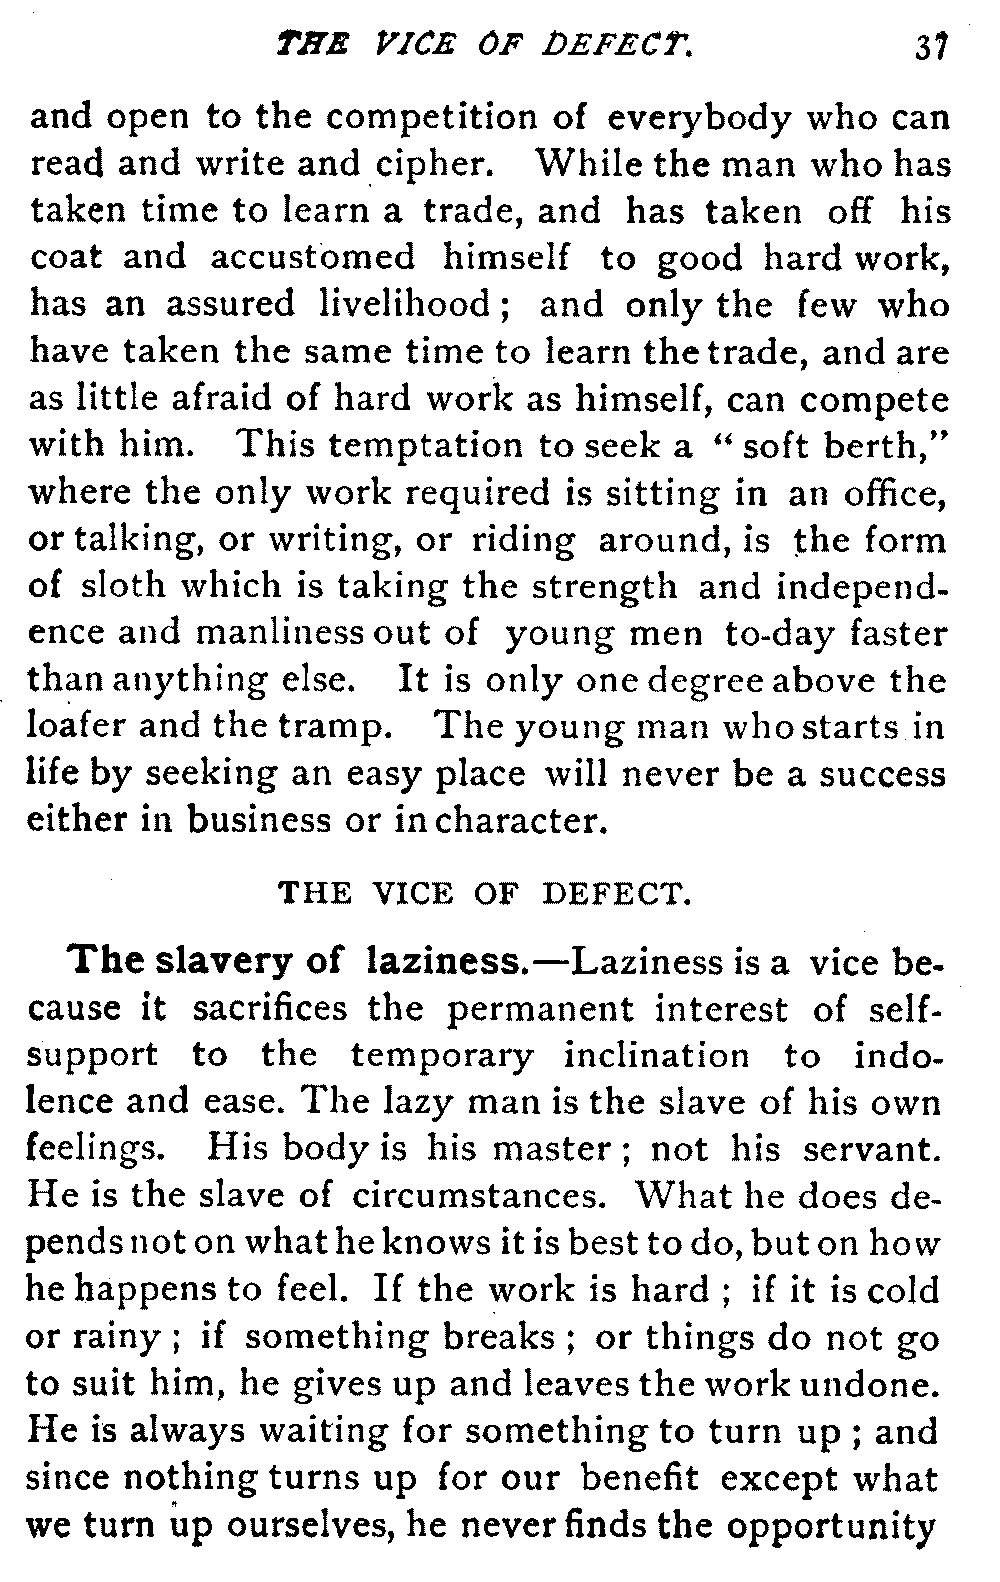 THE VICE OF DEFECT. 37
and open to the competition of everybody who can
read and write and cipher. While the man who has
taken time to learn a trade, and has taken off his
coat and accustomed himself to good hard work,
has an assured livelihood ; and only the few who
have taken the same time to learn the trade, and are
as little afraid of hard work as himself, can compete
with him. This temptation to seek a “ soft berth,”
where the only work required is sitting in an office,
or talking, or writing, or riding around, is the form
of sloth which is taking the strength and independ-
ence and manliness out of young men to-day faster
than anything else. It is only one degree above the
loafer and the tramp. The young man who starts in
life by seeking an easy place will never be a success
either in business or in character.
THE VICE OF DEFECT.
The slavery of laziness.—Laziness is a vice be-
cause it sacrifices the permanent interest of self-
support to the temporary inclination to indo-
lence and ease. The lazy man is the slave of his own
feelings. His body is his master ; not his servant.
He is the slave of circumstances. What he does de-
pends not on what he knows it is best to do, but on how
he happens to feel. If the work is hard ; if it is cold
or rainy ; if something breaks ; or things do not go
to suit him, he gives up and leaves the work undone.
He is always waiting for something to turn up ; and
since nothing turns up for our benefit except what
we turn up ourselves, he never finds the opportunity